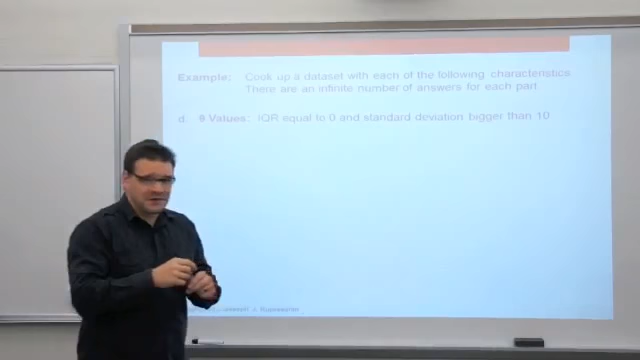 Example: Cook up a dataset with each of the following characteristics.
There are an infinite number of answers for each part.
d. 9 Values: IQR equal to 0 and standard deviation bigger than 10